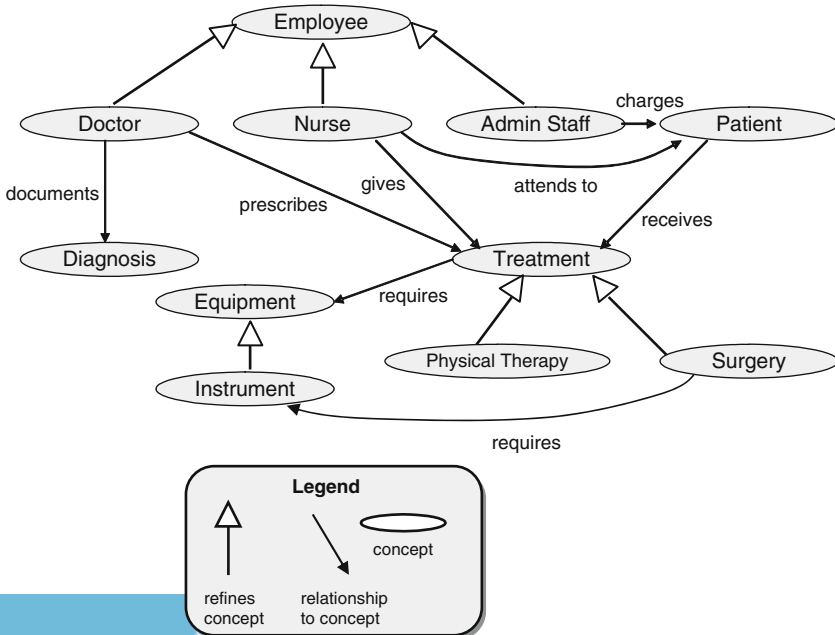 Employee
charges
Doctor
Nurse
Admin Staff
Patient
documents
prescribes
gives
attends to
receives
Diagnosis
Treatment
Equipment
requires
Physical Therapy
Surgery
Instrument
requires
Legend
concept
refines
concept
relationship
to concept